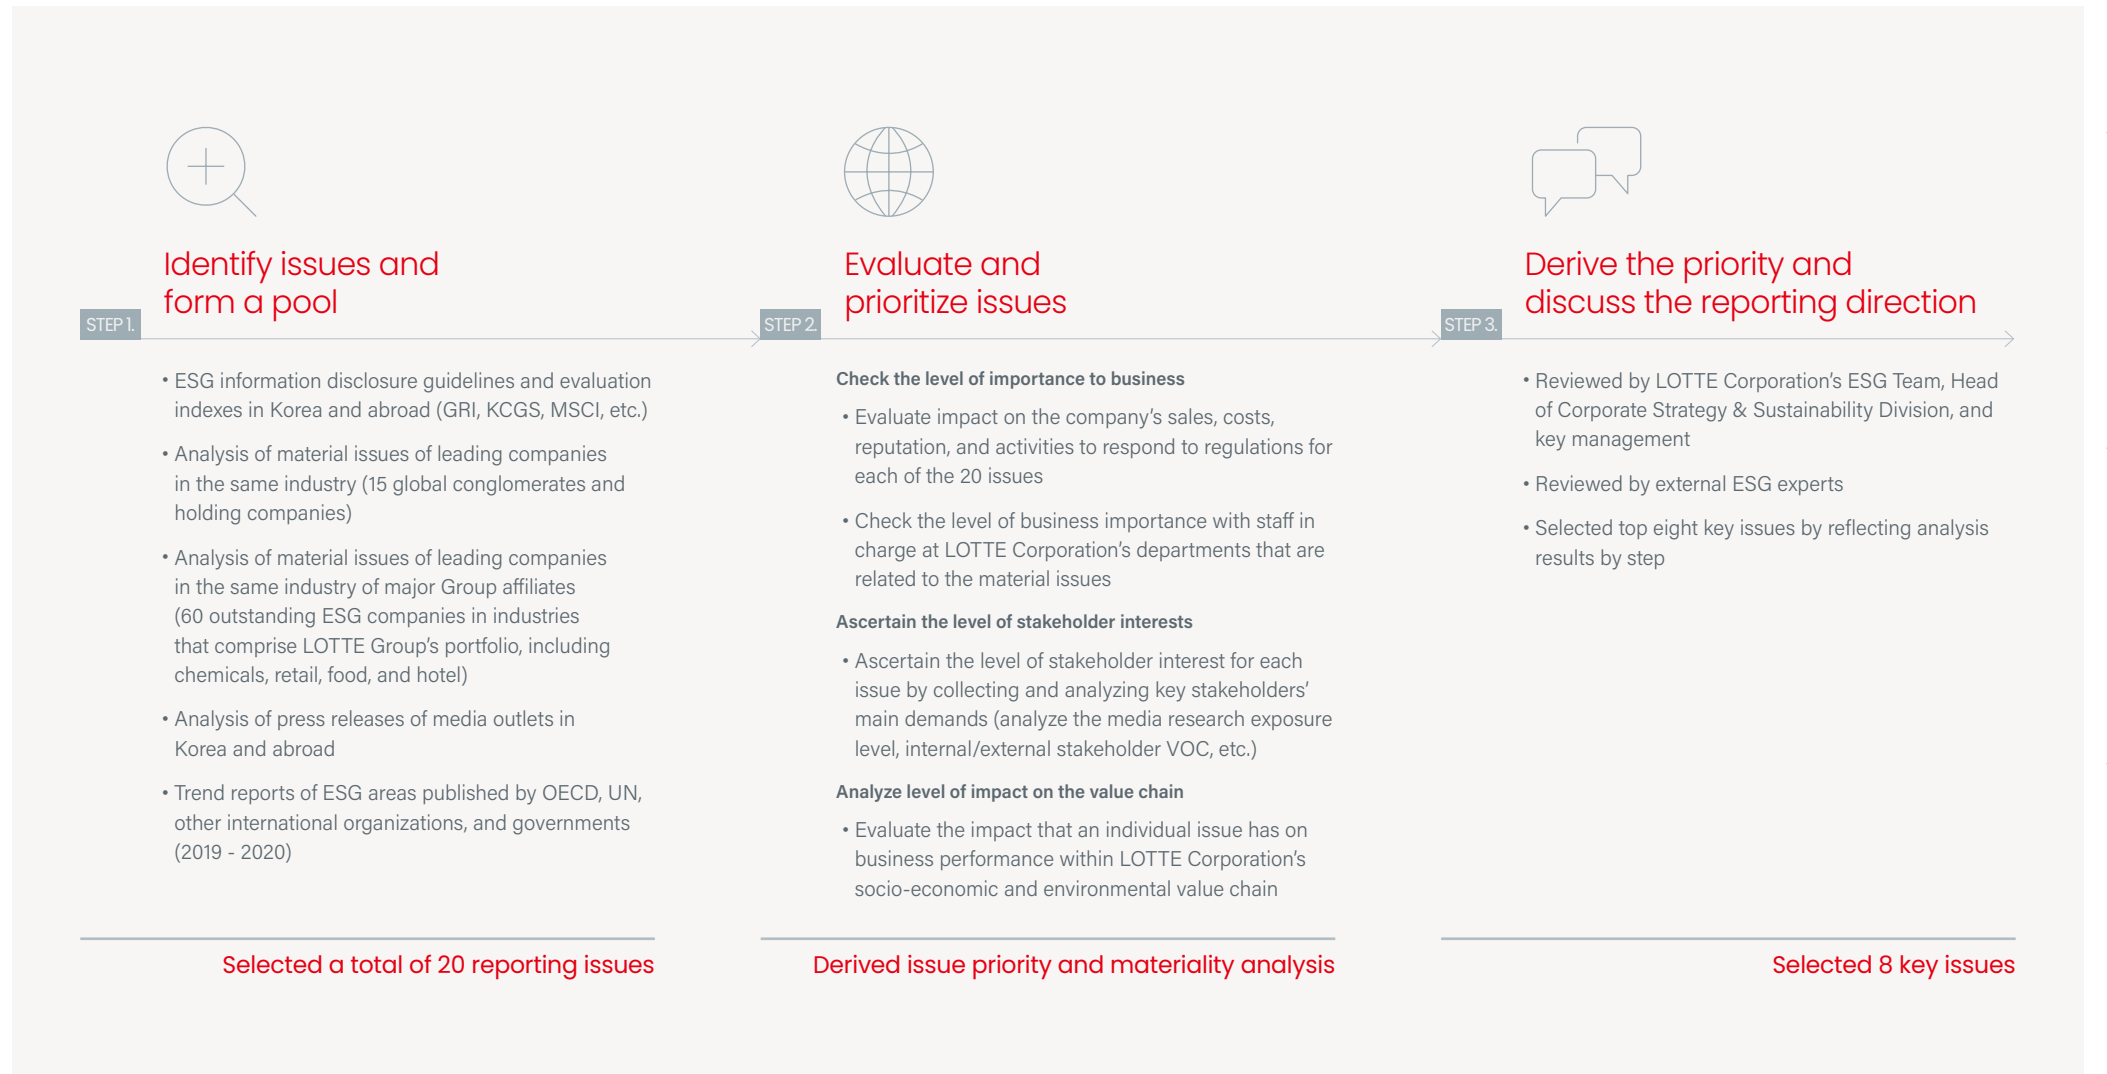 Identify issues and
form a pool
STEP 1.
• ESG information disclosure guidelines and evaluation
indexes in Korea and abroad (GRI, KCGS, MSCI, etc.)
• Analysis of material issues of leading companies
in the same industry (15 global conglomerates and
holding companies)
• Analysis of material issues of leading companies
in the same industry of major Group affiliates
(60 outstanding ESG companies in industries
that comprise LOTTE Group's portfolio, including
chemicals, retail, food, and hotel)
• Analysis of press releases of media outlets in
Korea and abroad
• Trend reports of ESG areas published by OECD, UN,
other international organizations, and governments
(2019 - 2020)
Selected a total of 20 reporting issues
Evaluate and
prioritize issues
STEP 2.
Check the level of importance to business
• Evaluate impact on the company's sales, costs,
reputation, and activities to respond to regulations for
each of the 20 issues
• Check the level of business importance with staff in
charge at LOTTE Corporation's departments that are
related to the material issues
Ascertain the level of stakeholder interests
• Ascertain the level of stakeholder interest for each
issue by collecting and analyzing key stakeholders'
main demands (analyze the media research exposure
level, internal/external stakeholder VOC, etc.)
Analyze level of impact on the value chain
• Evaluate the impact that an individual issue has on
business performance within LOTTE Corporation's
socio-economic and environmental value chain
Derived issue priority and materiality analysis
Derive the priority and
discuss the reporting direction
STEP 3.
• Reviewed by LOTTE Corporation's ESG Team, Head
of Corporate Strategy & Sustainability Division, and
key management
• Reviewed by external ESG experts
• Selected top eight key issues by reflecting analysis
results by step
Selected 8 key issues